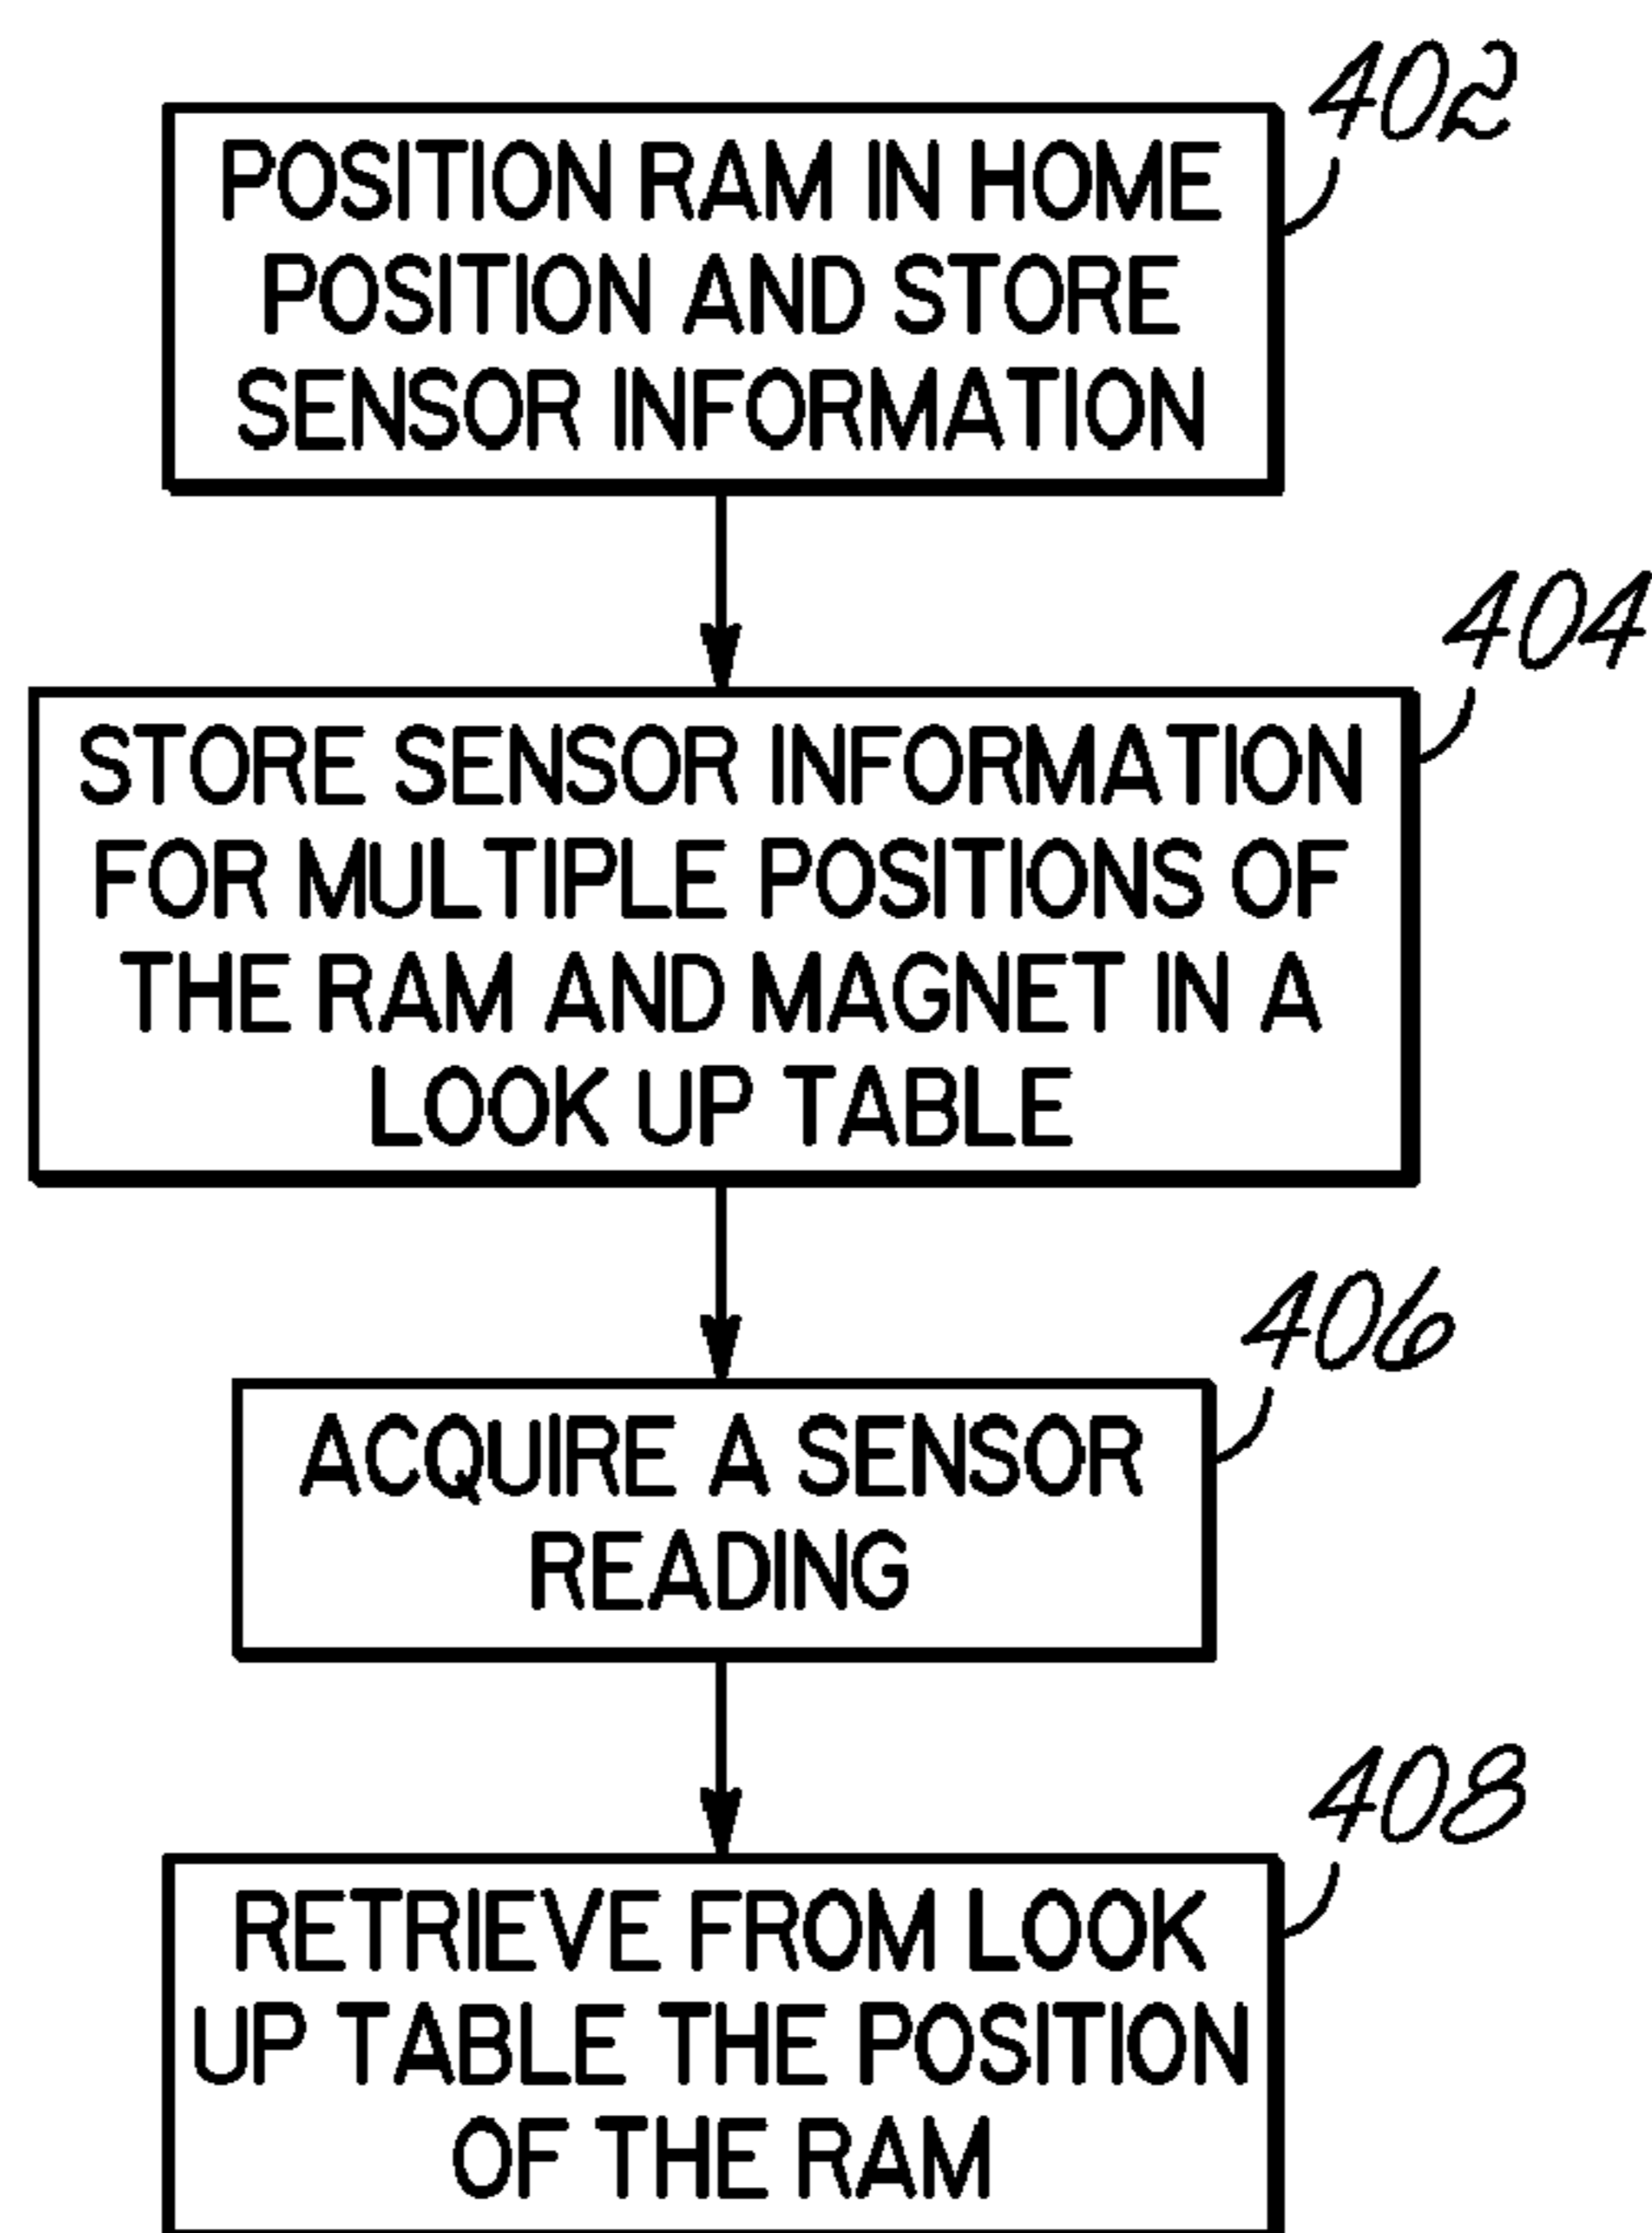 402
POSITION RAM IN HOME
POSITION AND STORE
SENSOR INFORMATION
404
STORE SENSOR INFORMATION
FOR MULTIPLE POSITIONS OF
THE RAM AND MAGNET IN A
LOOK UP TABLE
406
ACQUIRE A SENSOR
READING
408
RETRIEVE FROM LOOK
UP TABLE THE POSITION
OF THE RAM